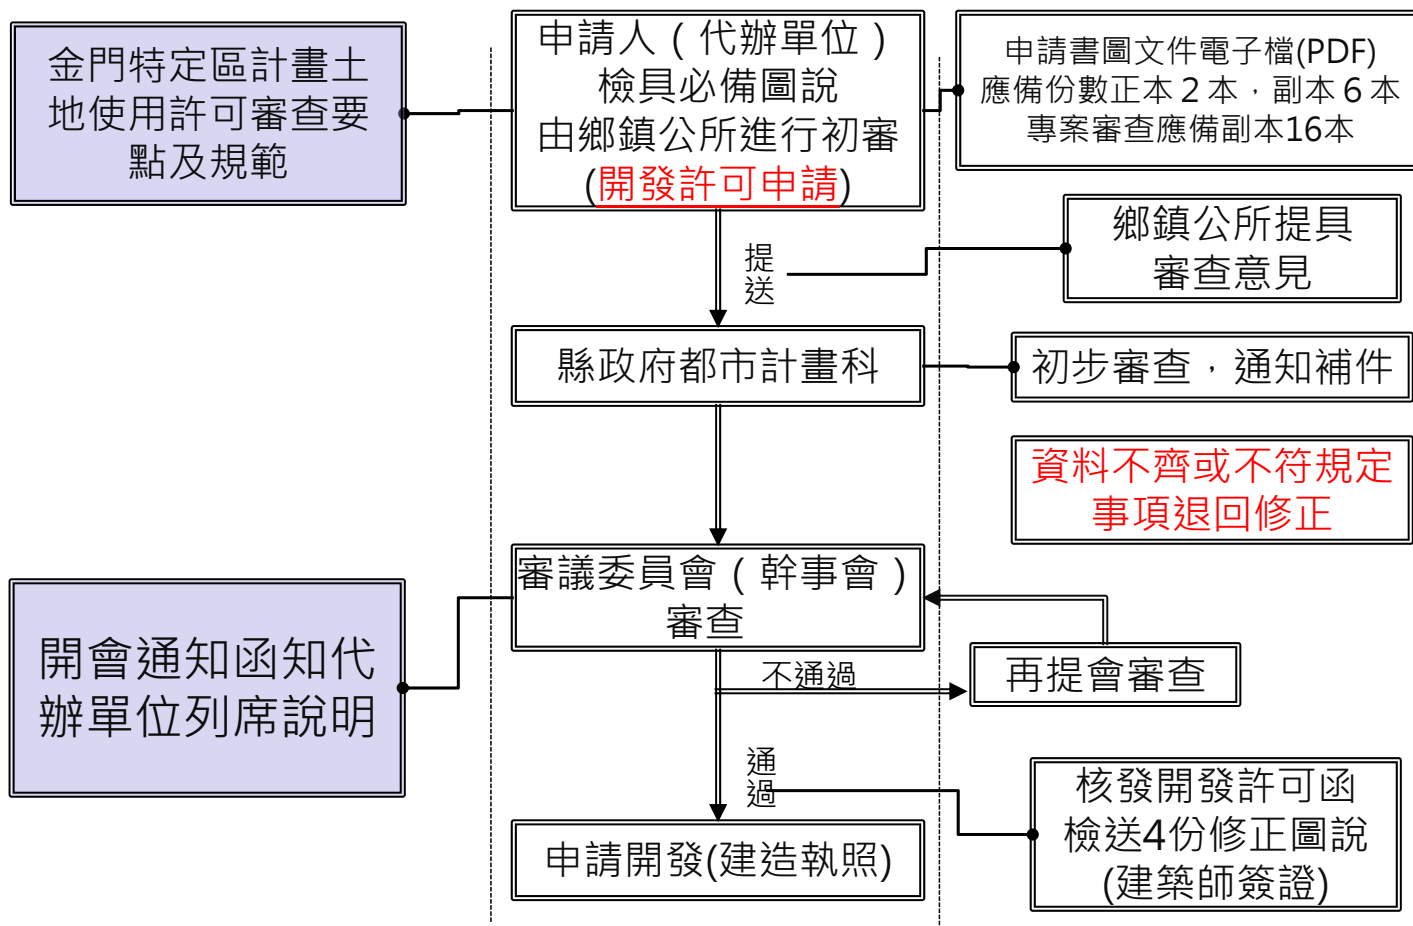 金門特定區計畫土
地使用許可審查要
點及規範
申請人（代辦單位）
檢具必備圖說
由鄉鎮公所進行初審
(開發許可申請)
申請書圖文件電子檔(PDF)
應備份數正本２本，副本６本
專案審查應備副本16本
提
送
鄉鎮公所提具
審查意見
縣政府都市計畫科
初步審查，通知補件
資料不齊或不符規定
事項退回修正
審議委員會（幹事會）
審查
開會通知函知代
辦單位列席說明
不通過
再提會審查
通
過
核發開發許可函
檢送4份修正圖說
(建築師簽證)
申請開發(建造執照)